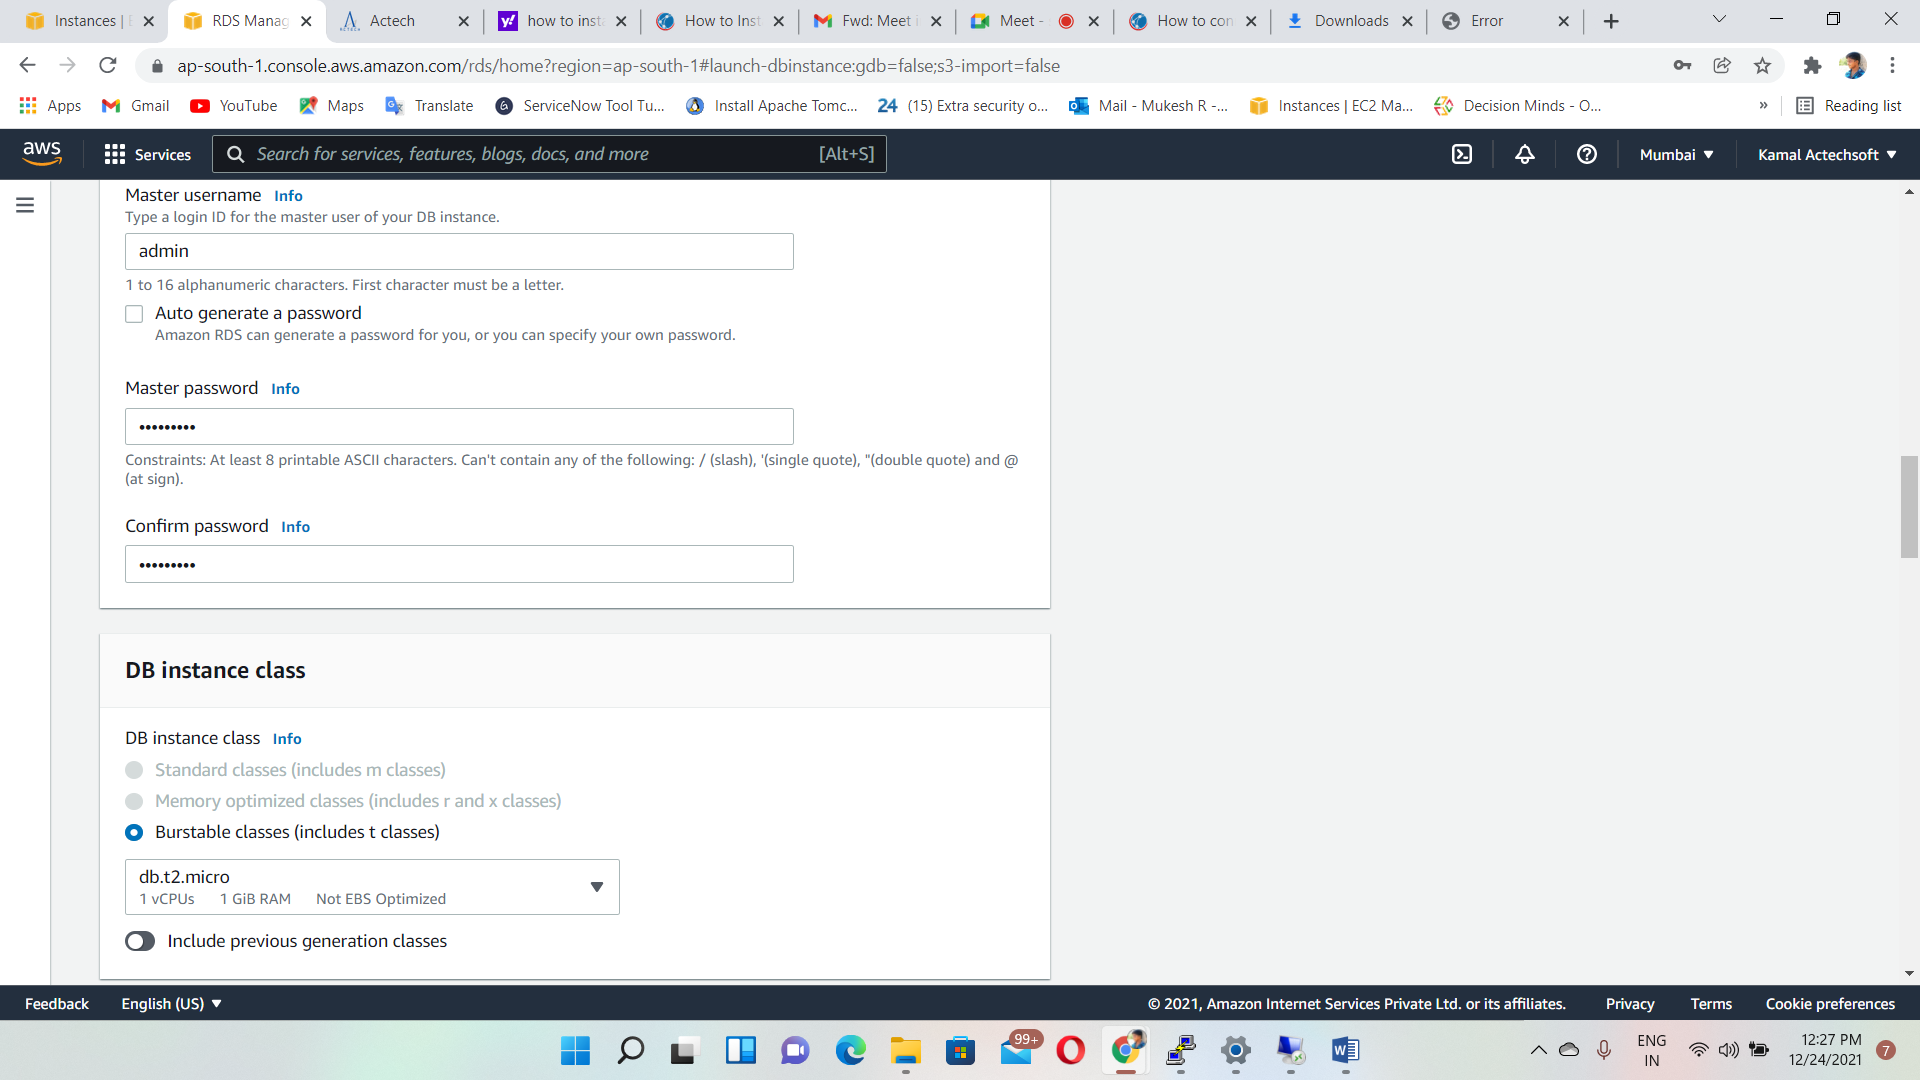 Instances | E
RDS Manag
Actech
how to inst
How to Inst
Fwd: Meet i
Meet -
How to con
Downloads
Error
ap-south-1.console.aws.amazon.com/rds/home?region=ap-south-1#launch-dbinstance:gdb=false;s3-import=false
Apps
Gmail
YouTube
Maps
Translate
ServiceNow Tool Tu...
Install Apache Tomc...
24 (15) Extra security o...
Mail - Mukesh R -...
Instances | EC2 Ma...
Decision Minds - O...
»
Reading list
aws
Services
Search for services, features, blogs, docs, and more [Alt+S]
Mumbai
Kamal Actechsoft
Master username Info
Type a login ID for the master user of your DB instance.
admin
1 to 16 alphanumeric characters. First character must be a letter.
Auto generate a password
Amazon RDS can generate a password for you, or you can specify your own password.
Master password Info
•••••••••
Constraints: At least 8 printable ASCII characters. Can't contain any of the following: / (slash), '(single quote), "(double quote) and @
(at sign).
Confirm password Info
•••••••••
DB instance class
DB instance class Info
Standard classes (includes m classes)
Memory optimized classes (includes r and x classes)
Burstable classes (includes t classes)
db.t2.micro
1 vCPUs 1 GiB RAM Not EBS Optimized
Include previous generation classes
Feedback
English (US)
© 2021, Amazon Internet Services Private Ltd. or its affiliates.
Privacy
Terms
Cookie preferences
99+
ENG
IN
12:27 PM
12/24/2021
7